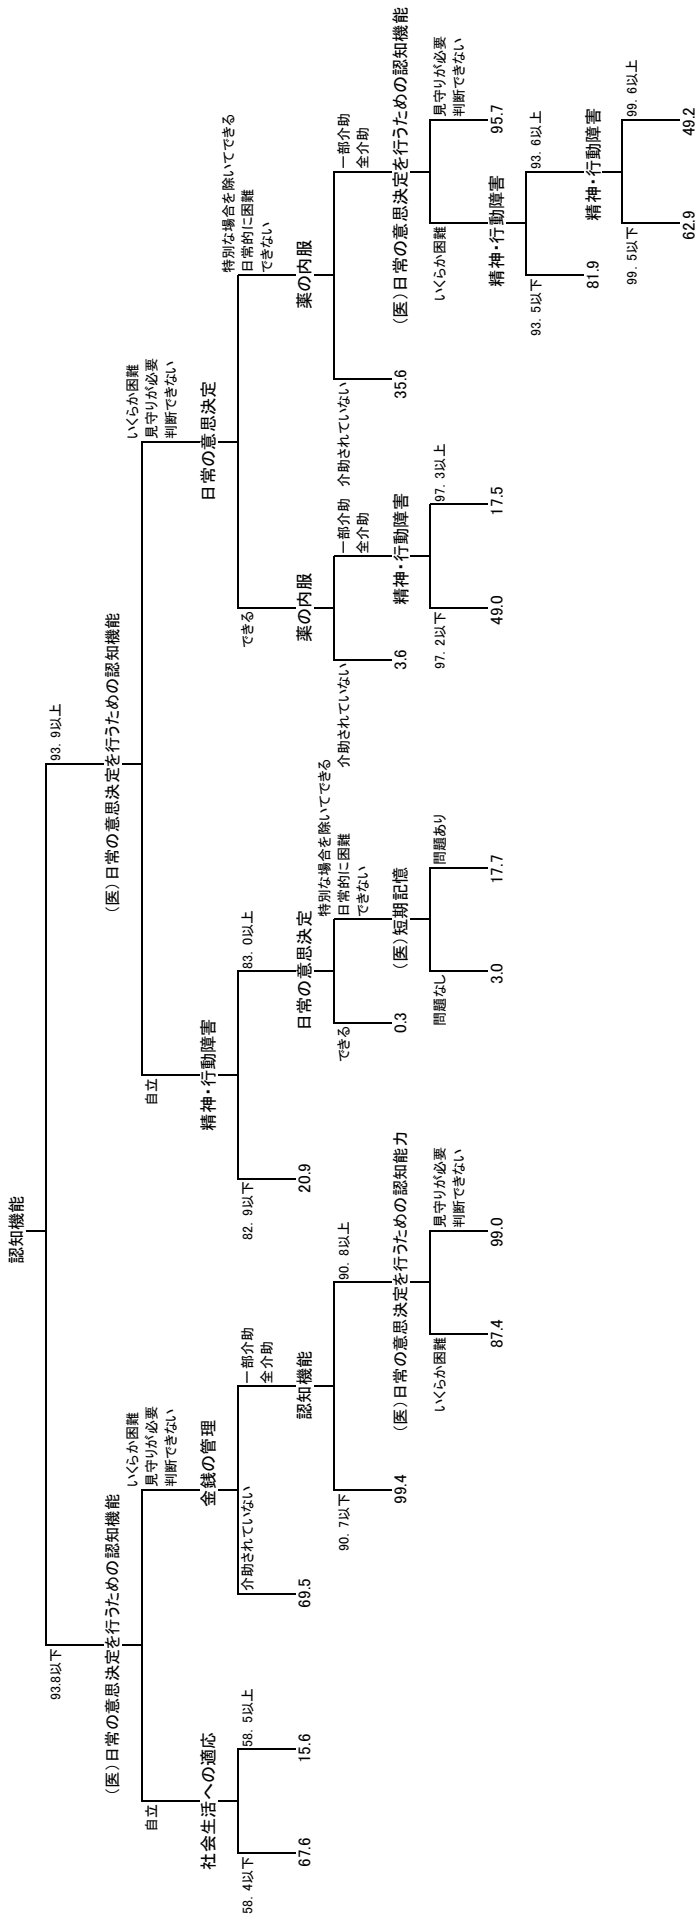 認知機能
93.8以下
93．9以上
（医）日常の意思決定を行うための認知機能
（医）日常の意思決定を行うための認知機能
自立
いくらか困難
見守りが必要
判断できない
自立
いくらか困難
見守りが必要
判断できない
社会生活への適応
金銭の管理
精神・行動障害
日常の意思決定
58．4以下
58．5以上
介助されていない
一部介助
全介助
82．9以下
83．0以上
できる
特別な場合を除いてできる
日常的に困難
できない
67.6
15.6
69.5
認知機能
20.9
日常の意思決定
薬の内服
薬の内服
90．7以下
90．8以上
できる
特別な場合を除いてできる
日常的に困難
できない
介助されていない
一部介助
全介助
介助されていない
一部介助
全介助
99.4
（医）日常の意思決定を行うための認知能力
0.3
（医）短期記憶
3.6
精神・行動障害
35.6
（医）日常の意思決定を行うための認知機能
いくらか困難
見守りが必要
判断できない
問題なし
問題あり
97．2以下
97．3以上
いくらか困難
見守りが必要
判断できない
87.4
99.0
3.0
17.7
49.0
17.5
精神・行動障害
95.7
93．5以下
93．6以上
81.9
精神・行動障害
99．5以下
99．6以上
62.9
49.2